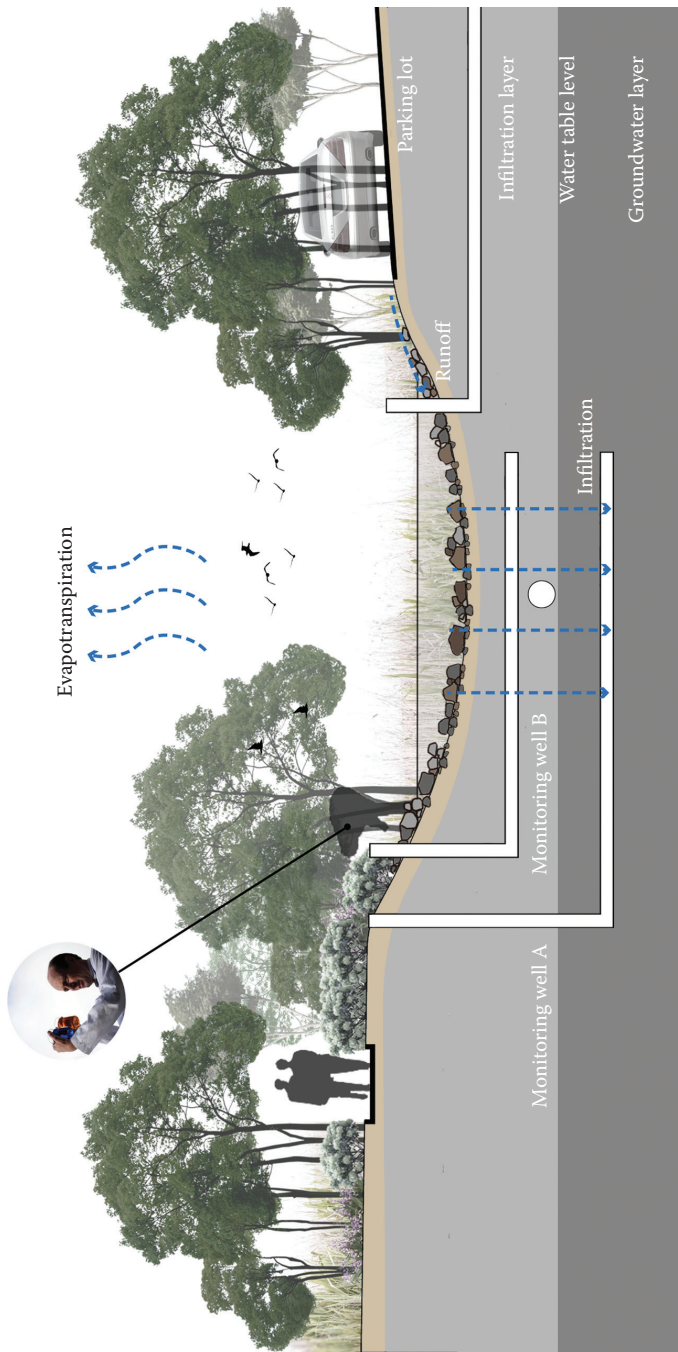 Evapotranspiration
Parking lot
Runoff
Infiltration layer
Infiltration
Water table level
Groundwater layer
Monitoring well A
Monitoring well B